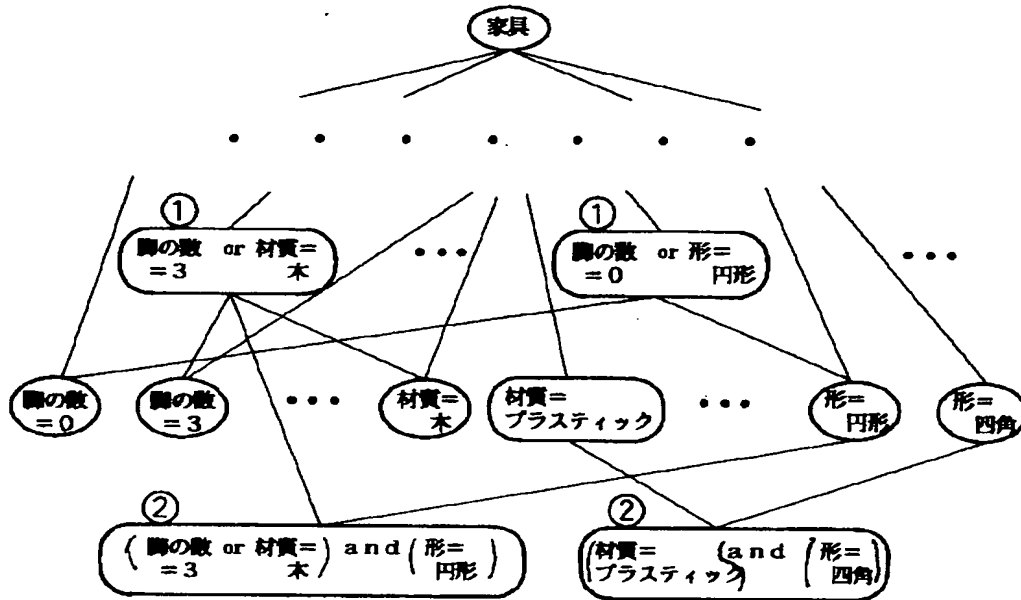 家具
①
①
脚の数 or 材質=
=3 本
脚の数 or 形=
=0 円形
脚の数
=0
脚の数
=3
材質=
木
材質=
プラスティック
形=
円形
形=
四角
②
②
( 脚の数 or 材質= ) and ( 形= )
=3 本 円形
(材質= (and (形= )
プラスティック) 四角